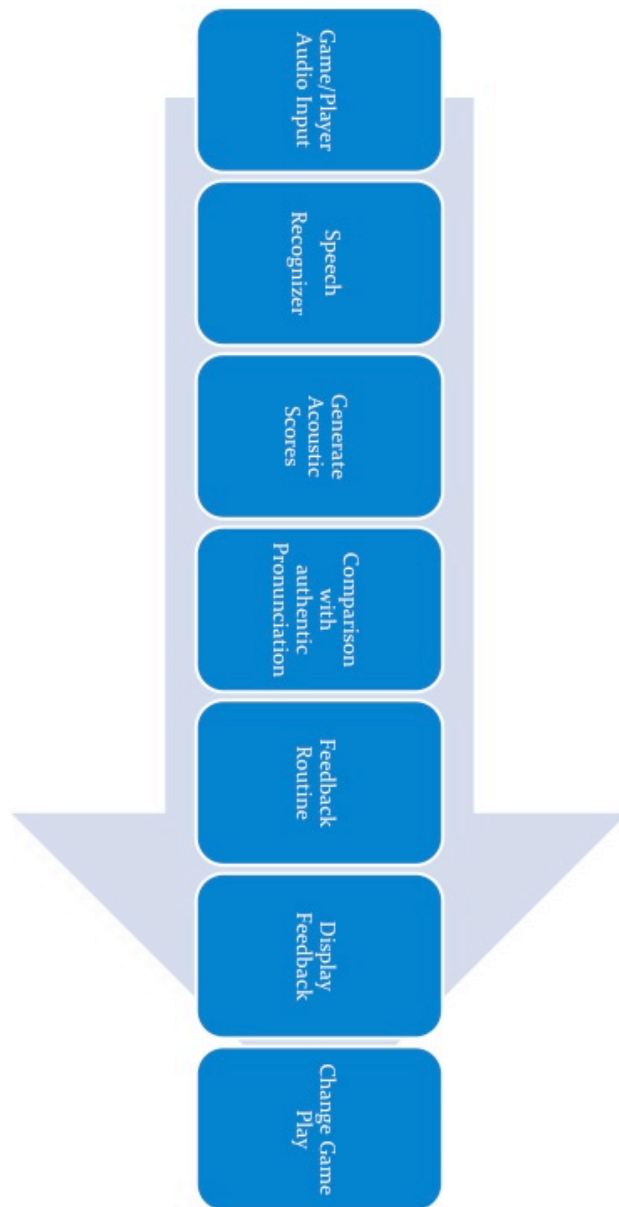 Game/Player
Audio Input
Speech
Recognizer
Generate
Acoustic
Scores
Comparison
with
authentic
Pronunciation
Feedback
Routine
Display
Feedback
Change Game
Play